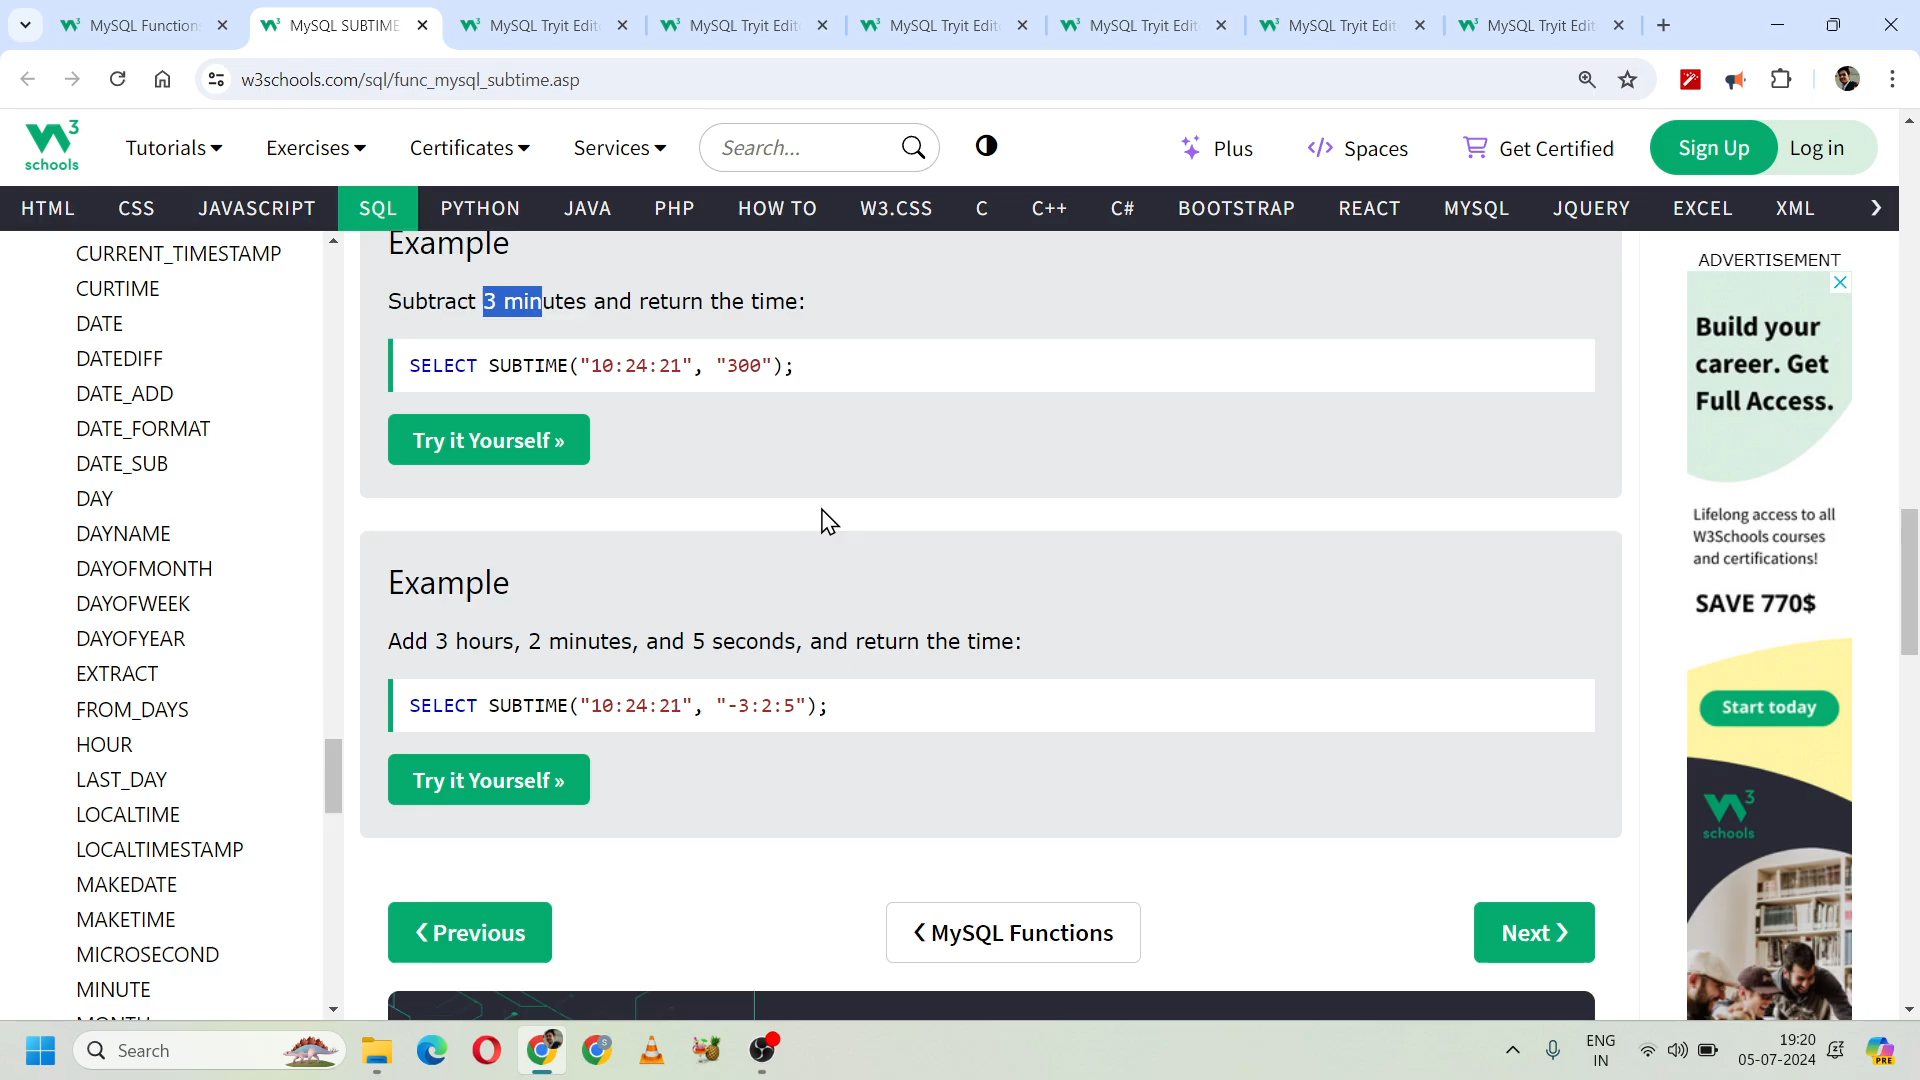 MySQL Function
MySQL SUBTIME
MySQL Tryit Edit
MySQL Tryit Edit
MySQL Tryit Edit
MySQL Tryit Edit
MySQL Tryit Edit
MySQL Tryit Edit
w3schools.com/sql/func_mysql_subtime.asp
W3
schools
Tutorials
Exercises
Certificates
Services
Search...
Plus
</> Spaces
Get Certified
Sign Up
Log in
HTML
CSS
JAVASCRIPT
SQL
PYTHON
JAVA
PHP
HOW TO
W3.CSS
C
C++
C#
BOOTSTRAP
REACT
MYSQL
JQUERY
EXCEL
XML
❯
CURRENT_TIMESTAMP
CURTIME
DATE
DATEDIFF
DATE_ADD
DATE_FORMAT
DATE_SUB
DAY
DAYNAME
DAYOFMONTH
DAYOFWEEK
DAYOFYEAR
EXTRACT
FROM_DAYS
HOUR
LAST_DAY
LOCALTIME
LOCALTIMESTAMP
MAKEDATE
MAKETIME
MICROSECOND
MINUTE
MONTH
Example
Subtract 3 minutes and return the time:
SELECT SUBTIME("10:24:21", "300");
Try it Yourself »
Example
Add 3 hours, 2 minutes, and 5 seconds, and return the time:
SELECT SUBTIME("10:24:21", "-3:2:5");
Try it Yourself »
❮ Previous
❮ MySQL Functions
Next ❯
ADVERTISEMENT
Build your
career. Get
Full Access.
Lifelong access to all
W3Schools courses
and certifications!
SAVE 770$
Start today
W3
schools
Search
ENG
IN
19:20
05-07-2024
PRE